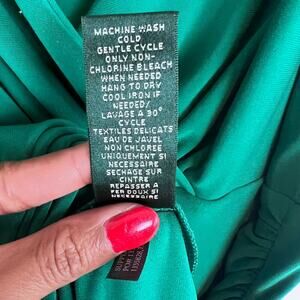 MACHINE WASH
COLD
GENTLE CYCLE
ONLY NON-
CHLORINE BLEACH
WHEN NEEDED
HANG TO DRY
COOL IRON IF
NEEDED/
LAVAGE A 30°
CYCLE
TEXTILES DELICATS
EAU DE JAVEL
NON CHLOREE
UNIQUEMENT SI
NECESSAIRE
SECHAGE SUR
CINTRE
REPASSER A
FER DOUX SI
NECESSAIRE